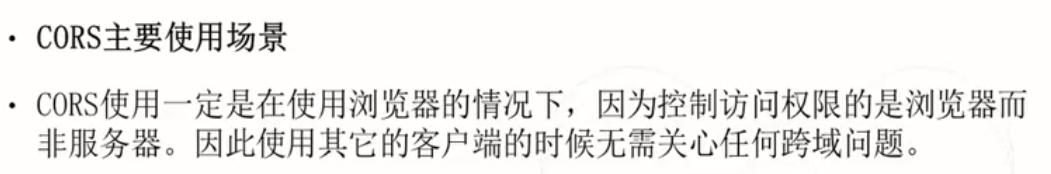 • CORS主要使用场景
• CORS使用一定是在使用浏览器的情况下，因为控制访问权限的是浏览器而
非服务器。因此使用其它的客户端的时候无需关心任何跨域问题。